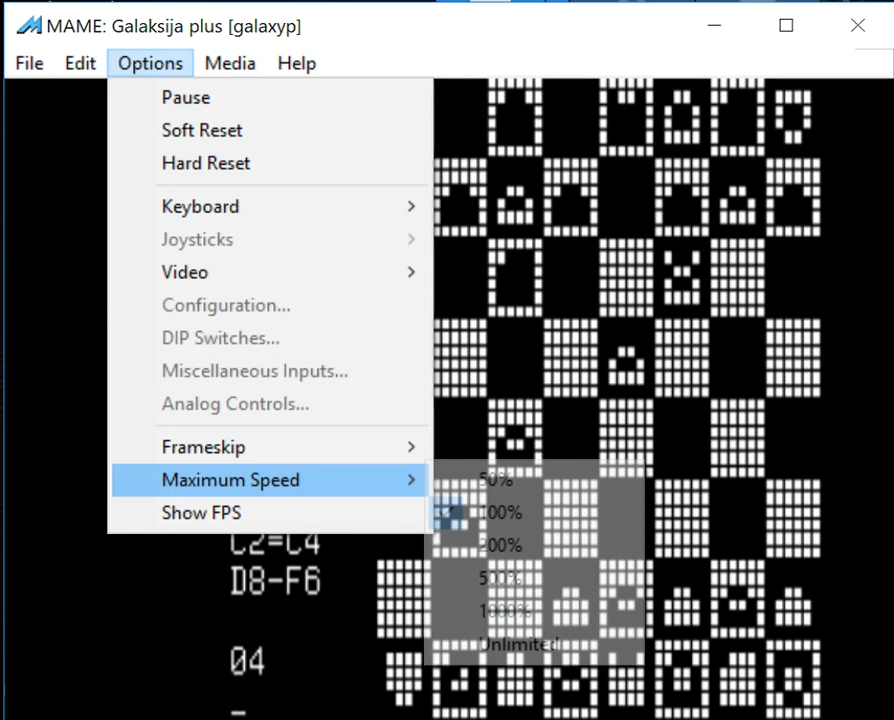 MAME: Galaksija plus [galaxyp]
File Edit Options Media Help
Pause
Soft Reset
Hard Reset
Keyboard
Joysticks
Video
Configuration...
DIP Switches...
Miscellaneous Inputs...
Analog Controls...
Frameskip
Maximum Speed
Show FPS
50%
100%
200%
500%
1000%
Unlimited
C2=C4
D8-F6
04
_